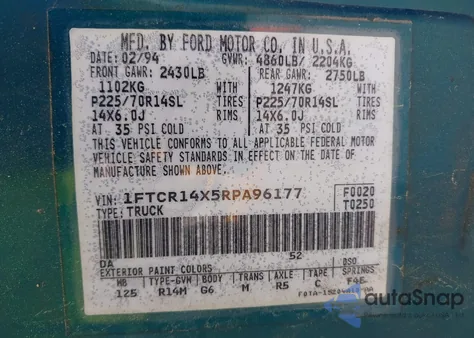 MFD. BY FORD MOTOR CO. IN U.S.A.
DATE: 02/94 GVWR: 4860LB/ 2204KG
FRONT GAWR: 2430LB REAR GAWR: 2750LB
1102KG WITH 1247KG WITH
P225/70R14SL TIRES P225/70R14SL TIRES
14X6.0J RIMS 14X6.0J RIMS
AT 35 PSI COLD AT 35 PSI COLD
THIS VEHICLE CONFORMS TO ALL APPLICABLE FEDERAL MOTOR
VEHICLE SAFETY STANDARDS IN EFFECT ON THE DATE OF
MANUFACTURE SHOWN ABOVE.
VIN: 1FTCR14X5RPA96177 F0020
TYPE: TRUCK T0250
52
DA DSO
EXTERIOR PAINT COLORS
MB TYPE-GVM BODY TRANS AXLE TAPE SPRINGS
125 R14M G6 M R5 C F4E
autoSnap